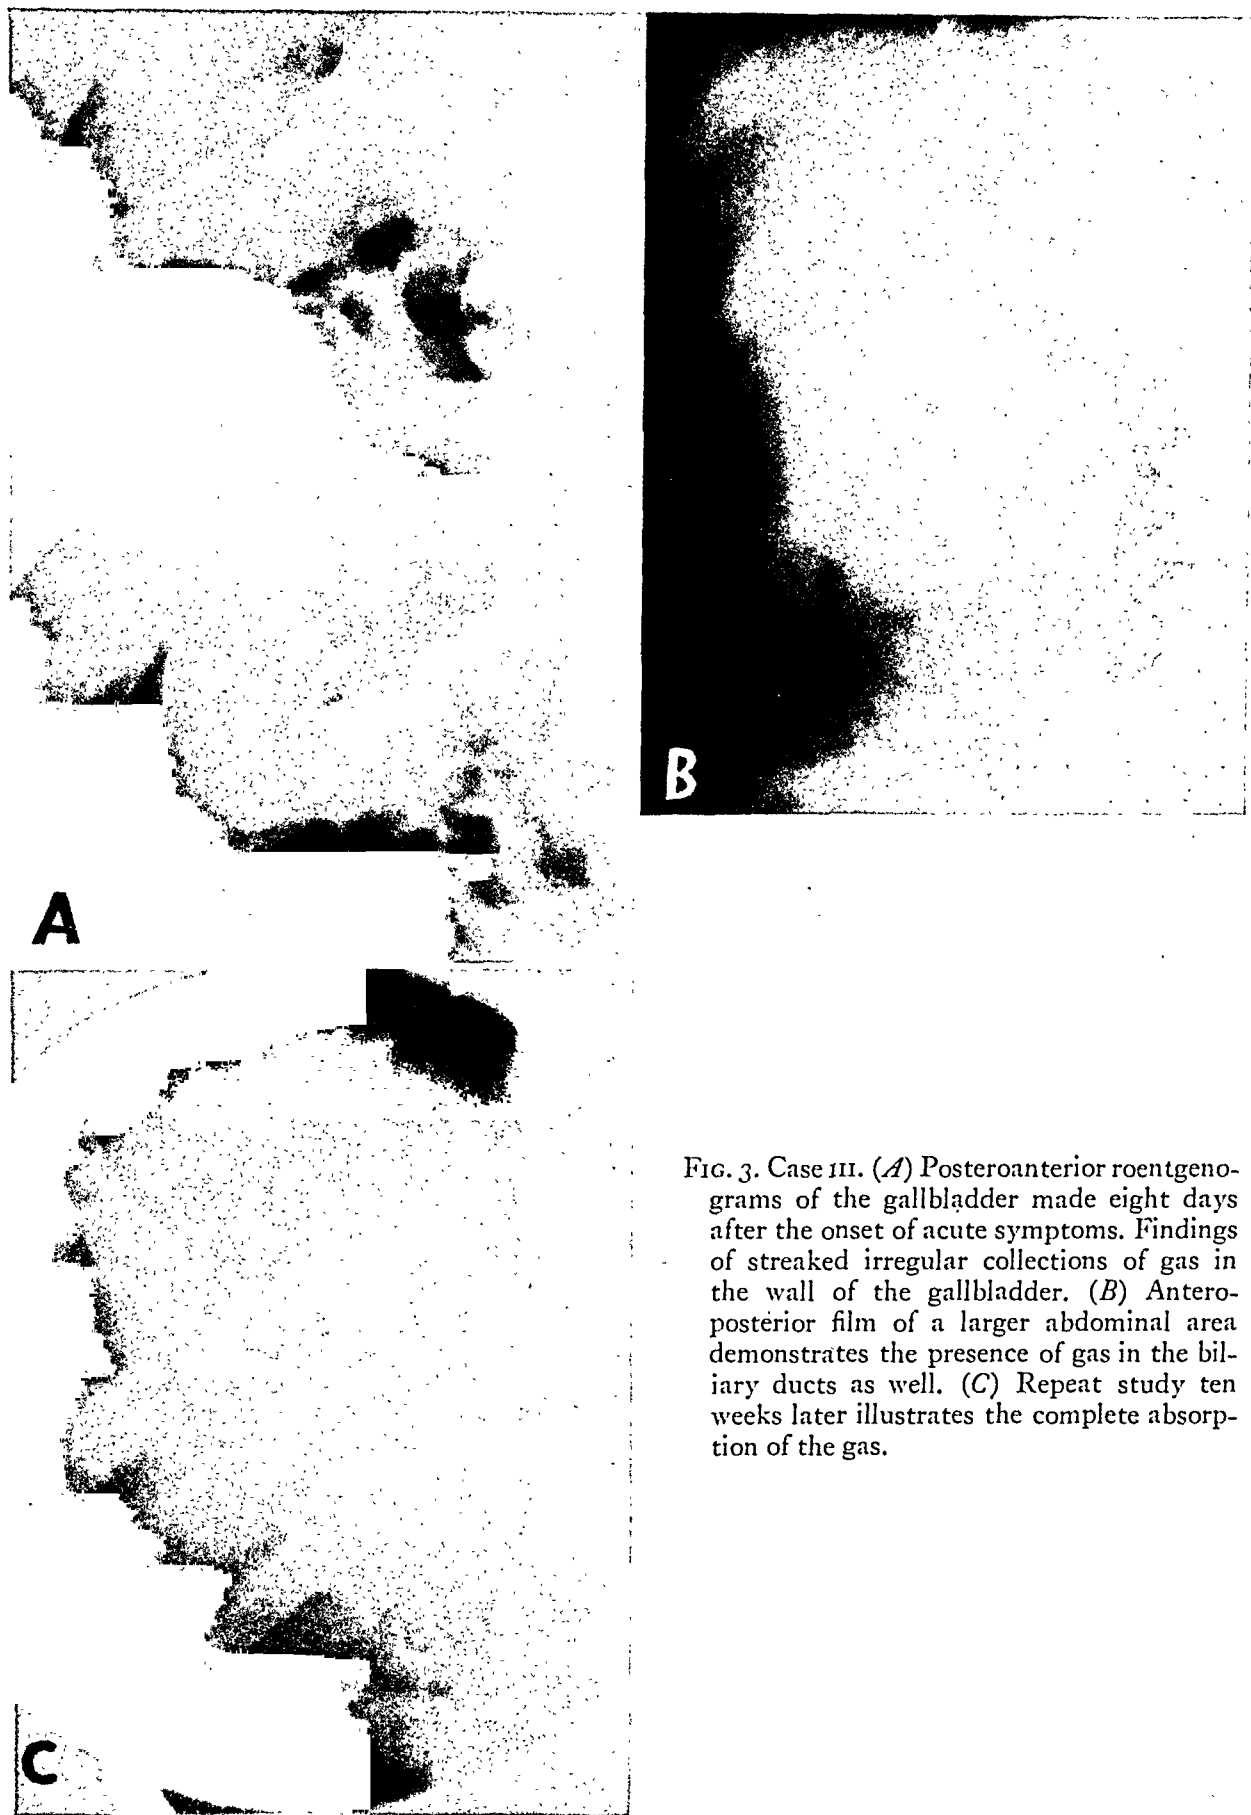 A
B
C
FIG. 3. Case III. (A) Posteroanterior roentgeno-
grams of the gallbladder made eight days
after the onset of acute symptoms. Findings
of streaked irregular collections of gas in
the wall of the gallbladder. (B) Antero-
posterior film of a larger abdominal area
demonstrates the presence of gas in the bil-
iary ducts as well. (C) Repeat study ten
weeks later illustrates the complete absorp-
tion of the gas.